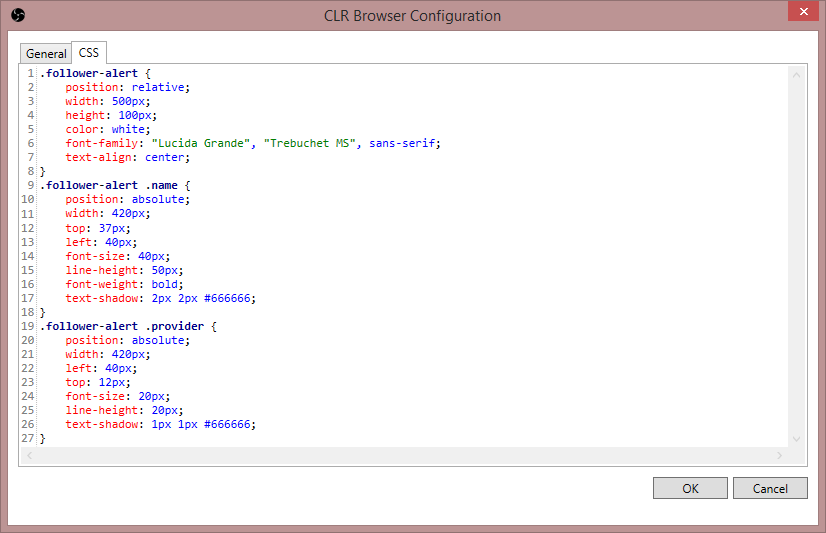 CLR Browser Configuration
General CSS
1 .follower-alert {
2     position: relative;
3     width: 500px;
4     height: 100px;
5     color: white;
6     font-family: "Lucida Grande", "Trebuchet MS", sans-serif;
7     text-align: center;
8 }
9 .follower-alert .name {
10     position: absolute;
11     width: 420px;
12     top: 37px;
13     left: 40px;
14     font-size: 40px;
15     line-height: 50px;
16     font-weight: bold;
17     text-shadow: 2px 2px #666666;
18 }
19 .follower-alert .provider {
20     position: absolute;
21     width: 420px;
22     left: 40px;
23     top: 12px;
24     font-size: 20px;
25     line-height: 20px;
26     text-shadow: 1px 1px #666666;
27 }
OK Cancel